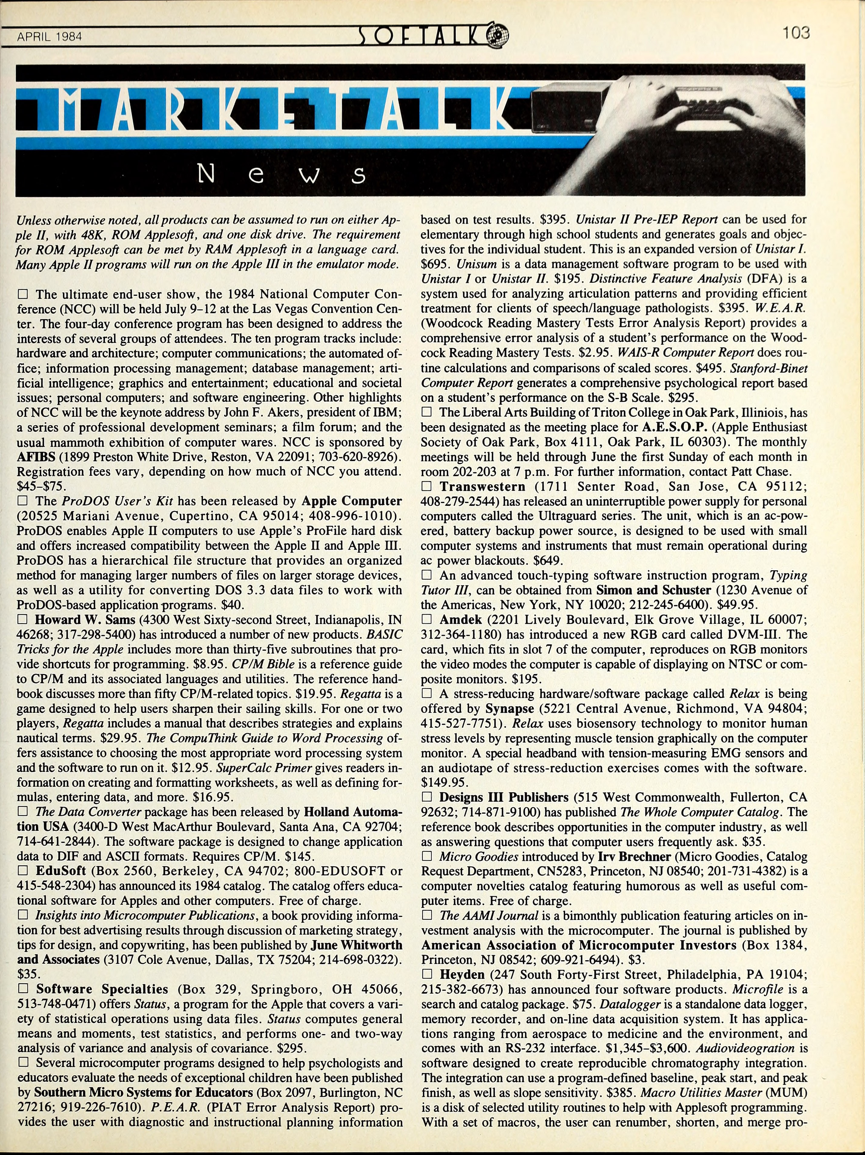 APRIL 1984
SOFTALK
103
MARKETALK
News
Unless otherwise noted, all products can be assumed to run on either Ap-
ple II, with 48K, ROM Applesoft, and one disk drive. The requirement
for ROM Applesoft can be met by RAM Applesoft in a language card.
Many Apple II programs will run on the Apple III in the emulator mode.
☐ The ultimate end-user show, the 1984 National Computer Con-
ference (NCC) will be held July 9–12 at the Las Vegas Convention Cen-
ter. The four-day conference program has been designed to address the
interests of several groups of attendees. The ten program tracks include:
hardware and architecture; computer communications; the automated of-
fice; information processing management; database management; arti-
ficial intelligence; graphics and entertainment; educational and societal
issues; personal computers; and software engineering. Other highlights
of NCC will be the keynote address by John F. Akers, president of IBM;
a series of professional development seminars; a film forum; and the
usual mammoth exhibition of computer wares. NCC is sponsored by
AFIBS (1899 Preston White Drive, Reston, VA 22091; 703-620-8926).
Registration fees vary, depending on how much of NCC you attend.
$45–$75.
☐ The ProDOS User's Kit has been released by Apple Computer
(20525 Mariani Avenue, Cupertino, CA 95014; 408-996-1010).
ProDOS enables Apple II computers to use Apple's ProFile hard disk
and offers increased compatibility between the Apple II and Apple III.
ProDOS has a hierarchical file structure that provides an organized
method for managing larger numbers of files on larger storage devices,
as well as a utility for converting DOS 3.3 data files to work with
ProDOS-based application programs. $40.
☐ Howard W. Sams (4300 West Sixty-second Street, Indianapolis, IN
46268; 317-298-5400) has introduced a number of new products. BASIC
Tricks for the Apple includes more than thirty-five subroutines that pro-
vide shortcuts for programming. $8.95. CP/M Bible is a reference guide
to CP/M and its associated languages and utilities. The reference hand-
book discusses more than fifty CP/M-related topics. $19.95. Regatta is a
game designed to help users sharpen their sailing skills. For one or two
players, Regatta includes a manual that describes strategies and explains
nautical terms. $29.95. The CompuThink Guide to Word Processing of-
fers assistance to choosing the most appropriate word processing system
and the software to run on it. $12.95. SuperCalc Primer gives readers in-
formation on creating and formatting worksheets, as well as defining for-
mulas, entering data, and more. $16.95.
☐ The Data Converter package has been released by Holland Automa-
tion USA (3400-D West MacArthur Boulevard, Santa Ana, CA 92704;
714-641-2844). The software package is designed to change application
data to DIF and ASCII formats. Requires CP/M. $145.
☐ EduSoft (Box 2560, Berkeley, CA 94702; 800-EDUSOFT or
415-548-2304) has announced its 1984 catalog. The catalog offers educa-
tional software for Apples and other computers. Free of charge.
☐ Insights into Microcomputer Publications, a book providing informa-
tion for best advertising results through discussion of marketing strategy,
tips for design, and copywriting, has been published by June Whitworth
and Associates (3107 Cole Avenue, Dallas, TX 75204; 214-698-0322).
$35.
☐ Software Specialties (Box 329, Springboro, OH 45066,
513-748-0471) offers Status, a program for the Apple that covers a vari-
ety of statistical operations using data files. Status computes general
means and moments, test statistics, and performs one- and two-way
analysis of variance and analysis of covariance. $295.
☐ Several microcomputer programs designed to help psychologists and
educators evaluate the needs of exceptional children have been published
by Southern Micro Systems for Educators (Box 2097, Burlington, NC
27216; 919-226-7610). P.E.A.R. (PIAT Error Analysis Report) pro-
vides the user with diagnostic and instructional planning information
based on test results. $395. Unistar II Pre-IEP Report can be used for
elementary through high school students and generates goals and objec-
tives for the individual student. This is an expanded version of Unistar I.
$695. Unisum is a data management software program to be used with
Unistar I or Unistar II. $195. Distinctive Feature Analysis (DFA) is a
system used for analyzing articulation patterns and providing efficient
treatment for clients of speech/language pathologists. $395. W.E.A.R.
(Woodcock Reading Mastery Tests Error Analysis Report) provides a
comprehensive error analysis of a student's performance on the Wood-
cock Reading Mastery Tests. $2.95. WAIS-R Computer Report does rou-
tine calculations and comparisons of scaled scores. $495. Stanford-Binet
Computer Report generates a comprehensive psychological report based
on a student's performance on the S-B Scale. $295.
☐ The Liberal Arts Building of Triton College in Oak Park, Illiniois, has
been designated as the meeting place for A.E.S.O.P. (Apple Enthusiast
Society of Oak Park, Box 4111, Oak Park, IL 60303). The monthly
meetings will be held through June the first Sunday of each month in
room 202-203 at 7 p.m. For further information, contact Patt Chase.
☐ Transwestern (1711 Senter Road, San Jose, CA 95112;
408-279-2544) has released an uninterruptible power supply for personal
computers called the Ultraguard series. The unit, which is an ac-pow-
ered, battery backup power source, is designed to be used with small
computer systems and instruments that must remain operational during
ac power blackouts. $649.
☐ An advanced touch-typing software instruction program, Typing
Tutor III, can be obtained from Simon and Schuster (1230 Avenue of
the Americas, New York, NY 10020; 212-245-6400). $49.95.
☐ Amdek (2201 Lively Boulevard, Elk Grove Village, IL 60007;
312-364-1180) has introduced a new RGB card called DVM-III. The
card, which fits in slot 7 of the computer, reproduces on RGB monitors
the video modes the computer is capable of displaying on NTSC or com-
posite monitors. $195.
☐ A stress-reducing hardware/software package called Relax is being
offered by Synapse (5221 Central Avenue, Richmond, VA 94804;
415-527-7751). Relax uses biosensory technology to monitor human
stress levels by representing muscle tension graphically on the computer
monitor. A special headband with tension-measuring EMG sensors and
an audiotape of stress-reduction exercises comes with the software.
$149.95.
☐ Designs III Publishers (515 West Commonwealth, Fullerton, CA
92632; 714-871-9100) has published The Whole Computer Catalog. The
reference book describes opportunities in the computer industry, as well
as answering questions that computer users frequently ask. $35.
☐ Micro Goodies introduced by Irv Brechner (Micro Goodies, Catalog
Request Department, CN5283, Princeton, NJ 08540; 201-731-4382) is a
computer novelties catalog featuring humorous as well as useful com-
puter items. Free of charge.
☐ The AAMI Journal is a bimonthly publication featuring articles on in-
vestment analysis with the microcomputer. The journal is published by
American Association of Microcomputer Investors (Box 1384,
Princeton, NJ 08542; 609-921-6494). $3.
☐ Heyden (247 South Forty-First Street, Philadelphia, PA 19104;
215-382-6673) has announced four software products. Microfile is a
search and catalog package. $75. Datalogger is a standalone data logger,
memory recorder, and on-line data acquisition system. It has applica-
tions ranging from aerospace to medicine and the environment, and
comes with an RS-232 interface. $1,345–$3,600. Audiovideogration is
software designed to create reproducible chromatography integration.
The integration can use a program-defined baseline, peak start, and peak
finish, as well as slope sensitivity. $385. Macro Utilities Master (MUM)
is a disk of selected utility routines to help with Applesoft programming.
With a set of macros, the user can renumber, shorten, and merge pro-